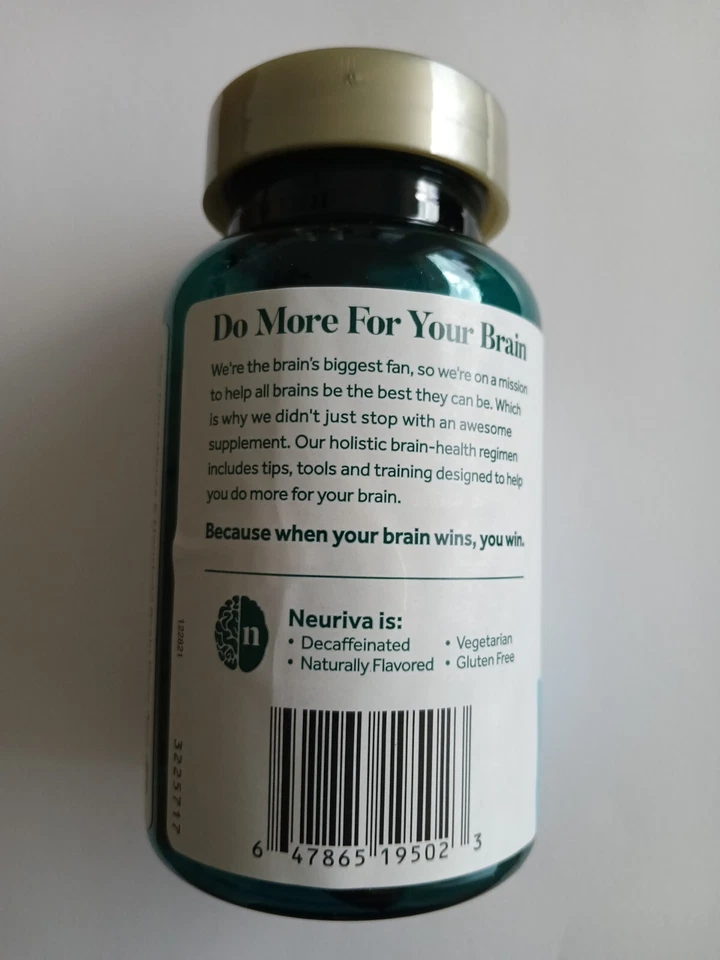 Do More For Your Brain
We're the brain's biggest fan, so we're on a mission
to help all brains be the best they can be. Which
is why we didn't just stop with an awesome
supplement. Our holistic brain-health regimen
includes tips, tools and training designed to help
you do more for your brain.
Because when your brain wins, you win.
n
Neuriva is:
• Decaffeinated
• Naturally Flavored
• Vegetarian
• Gluten Free
122821
3225717
6 47865 19502 3